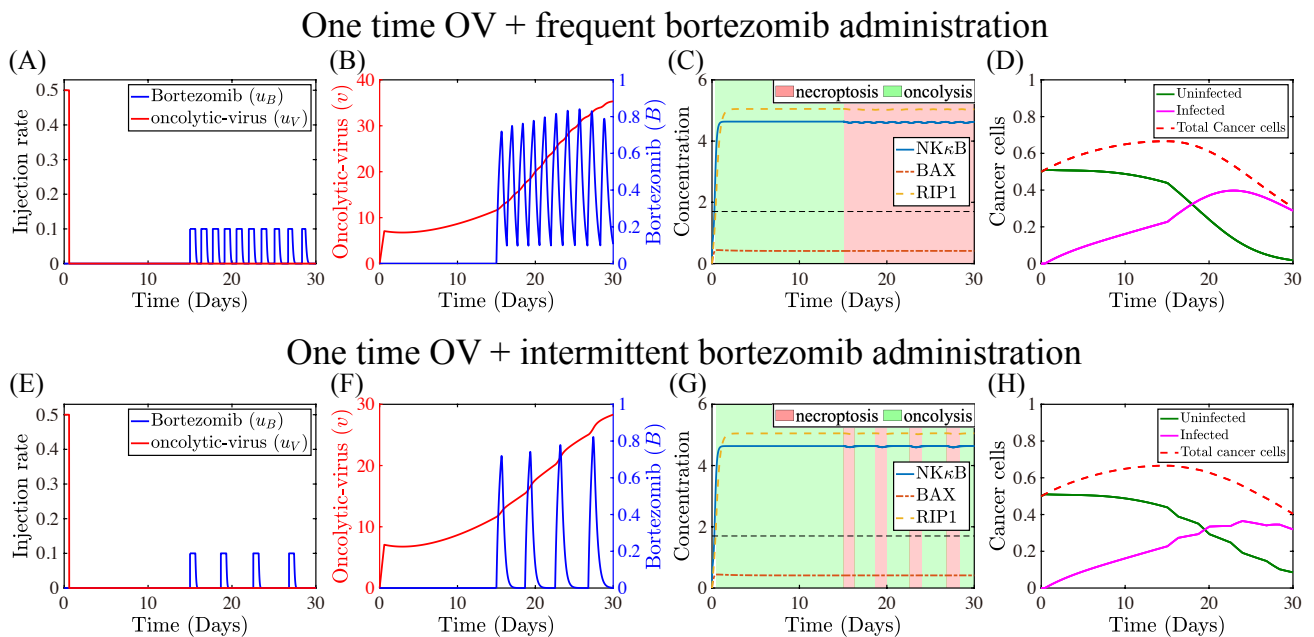 One time OV + frequent bortezomib administration
(A)
Injection rate
0.5
0.4
0.3
0.2
0.1
0
Bortezomib (u_B)
oncolytic-virus (u_V)
0 10 20 30
Time (Days)
(B)
Oncolytic-virus (v)
40
30
20
10
0
1
0.8
0.6
0.4
0.2
0
Bortezomib (B)
0 10 20 30
Time (Days)
(C)
Concentration
6
4
2
0
necroptosis oncolysis
NKκB
BAX
RIP1
0 10 20 30
Time (Days)
(D)
Cancer cells
1
0.8
0.6
0.4
0.2
0
Uninfected
Infected
Total Cancer cells
0 10 20 30
Time (Days)
One time OV + intermittent bortezomib administration
(E)
Injection rate
0.5
0.4
0.3
0.2
0.1
0
Bortezomib (u_B)
oncolytic-virus (u_V)
0 10 20 30
Time (Days)
(F)
Oncolytic-virus (v)
30
20
10
0
1
0.8
0.6
0.4
0.2
0
Bortezomib (B)
0 10 20 30
Time (Days)
(G)
Concentration
6
4
2
0
necroptosis oncolysis
NKκB
BAX
RIP1
0 10 20 30
Time (Days)
(H)
Cancer cells
1
0.8
0.6
0.4
0.2
0
Uninfected
Infected
Total cancer cells
0 10 20 30
Time (Days)